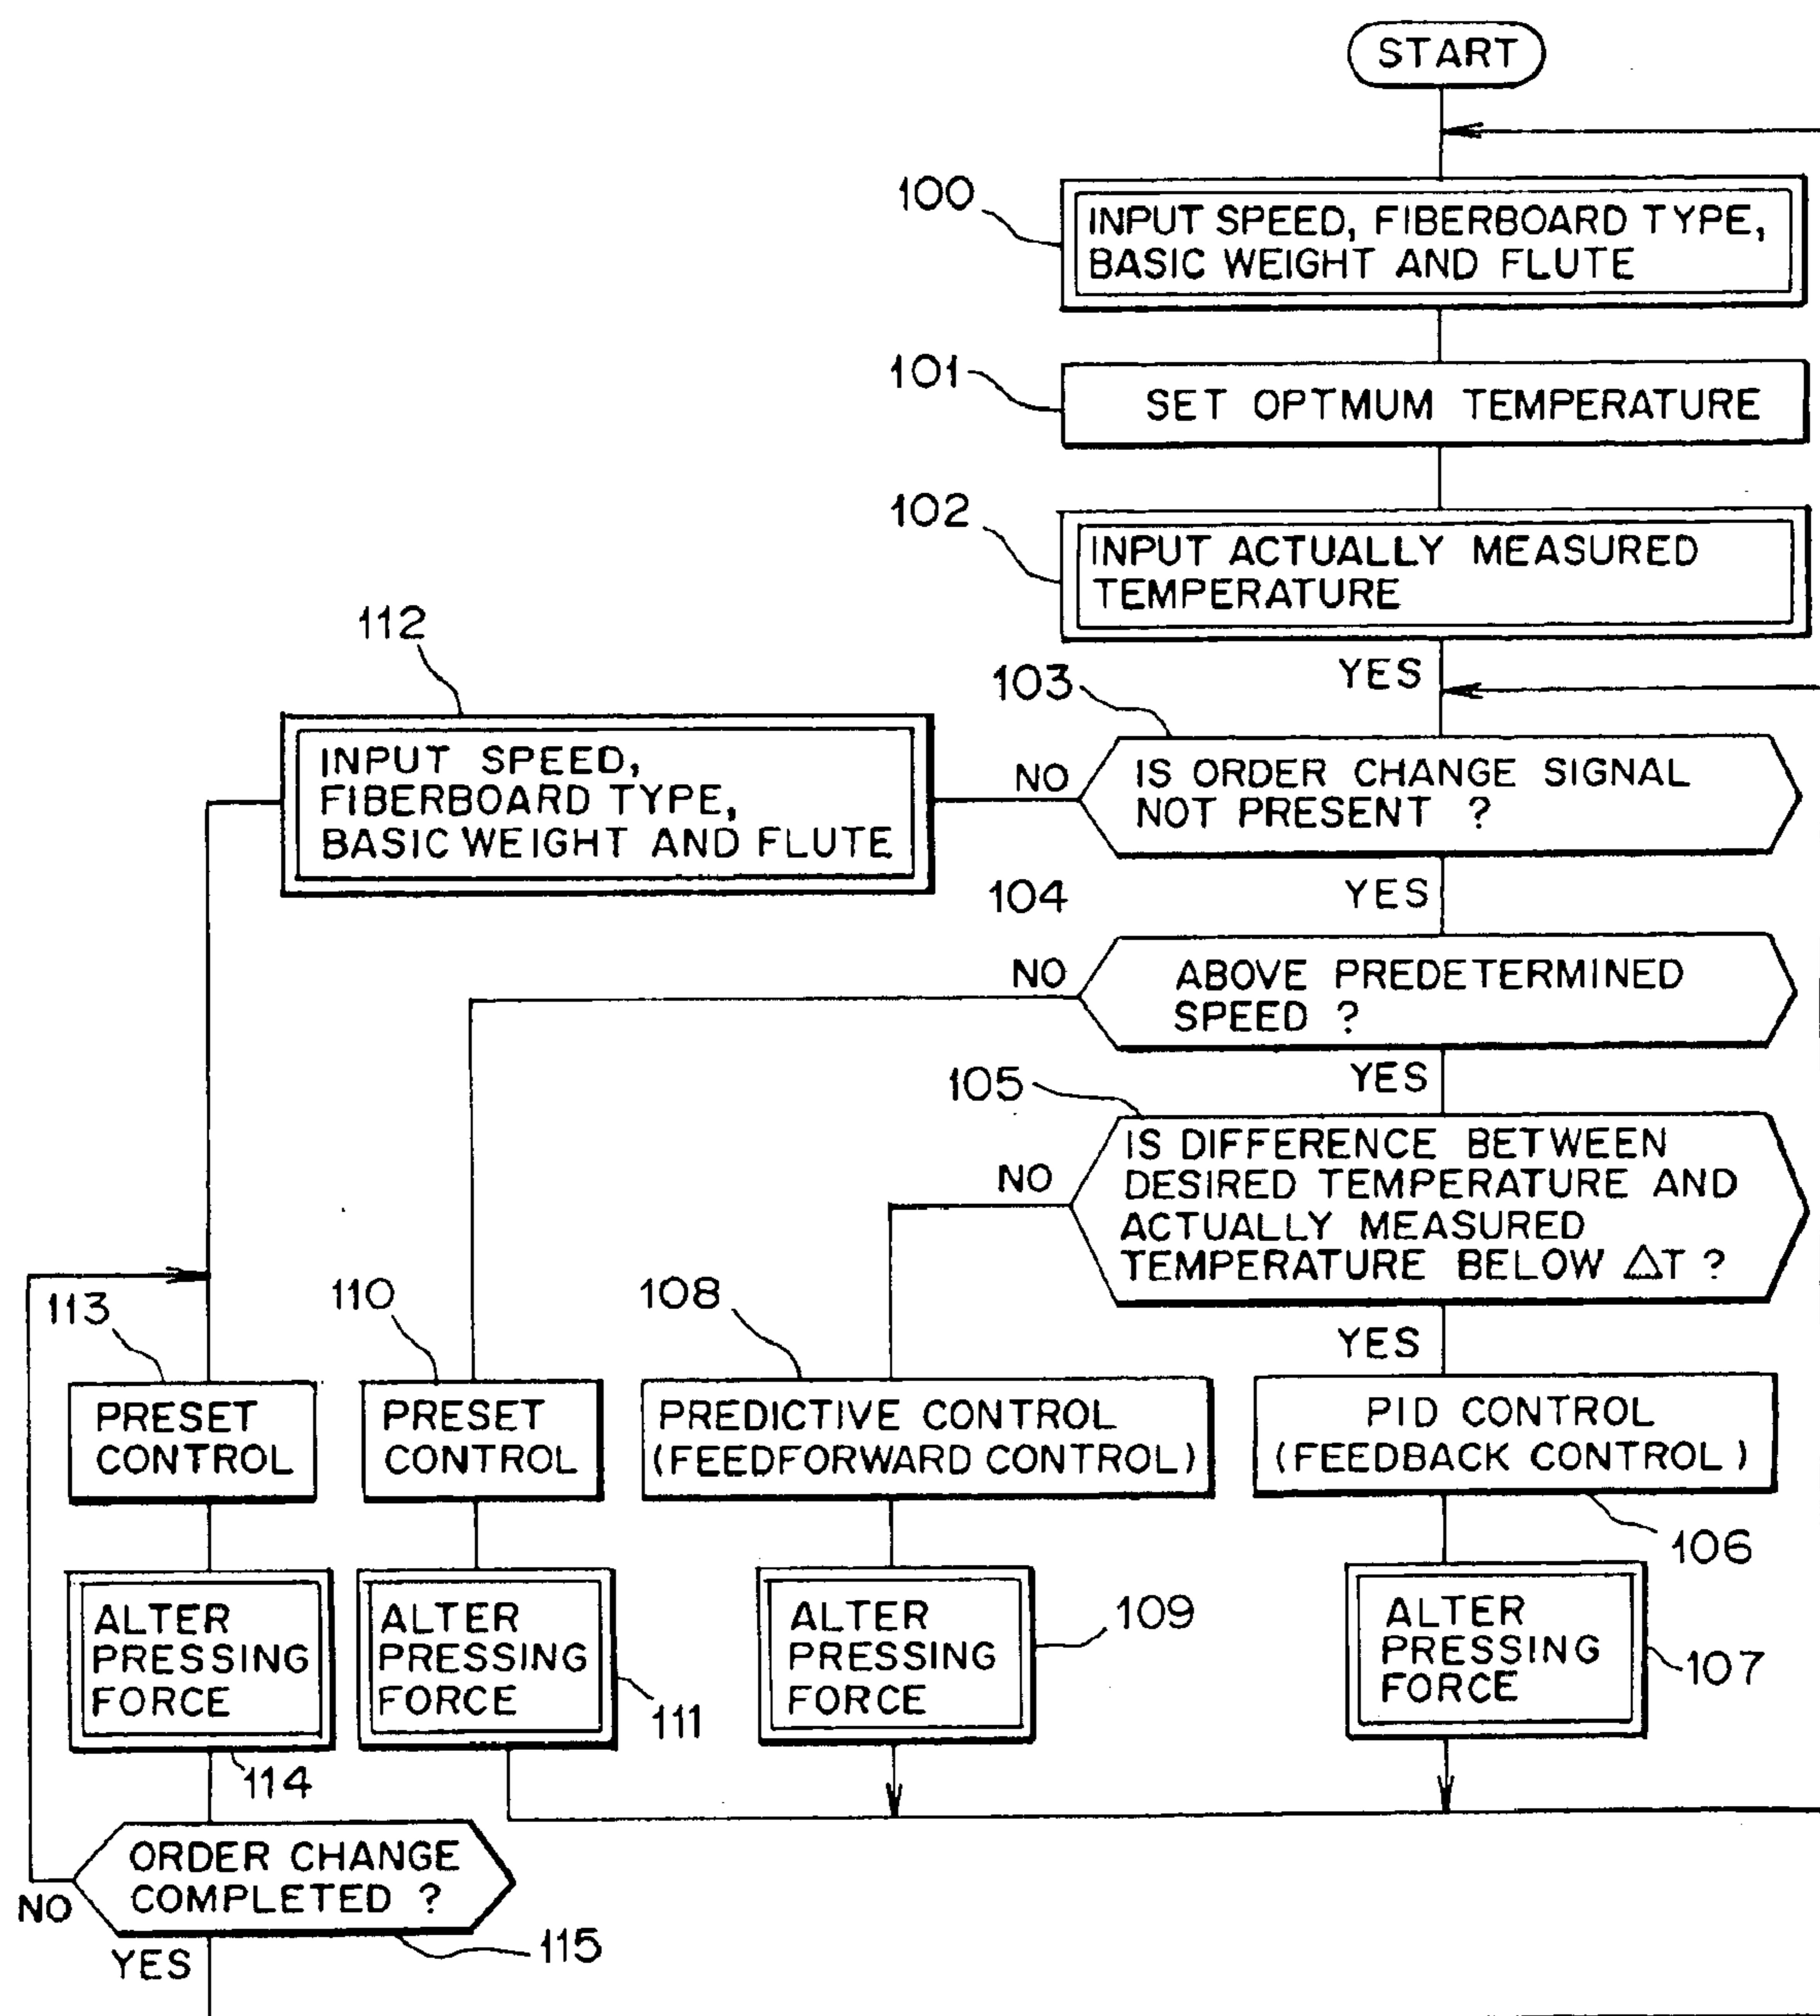 START
100
INPUT SPEED, FIBERBOARD TYPE,
BASIC WEIGHT AND FLUTE
101
SET OPTMUM TEMPERATURE
102
INPUT ACTUALLY MEASURED
TEMPERATURE
YES
103
IS ORDER CHANGE SIGNAL
NOT PRESENT ?
NO
112
INPUT SPEED,
FIBERBOARD TYPE,
BASIC WEIGHT AND FLUTE
YES
104
ABOVE PREDETERMINED
SPEED ?
NO
YES
105
IS DIFFERENCE BETWEEN
DESIRED TEMPERATURE AND
ACTUALLY MEASURED
TEMPERATURE BELOW ΔT ?
NO
YES
113
PRESET
CONTROL
110
PRESET
CONTROL
108
PREDICTIVE CONTROL
(FEEDFORWARD CONTROL)
PID CONTROL
(FEEDBACK CONTROL)
106
ALTER
PRESSING
FORCE
114
ALTER
PRESSING
FORCE
111
ALTER
PRESSING
FORCE
109
ALTER
PRESSING
FORCE
107
ORDER CHANGE
COMPLETED ?
NO
115
YES